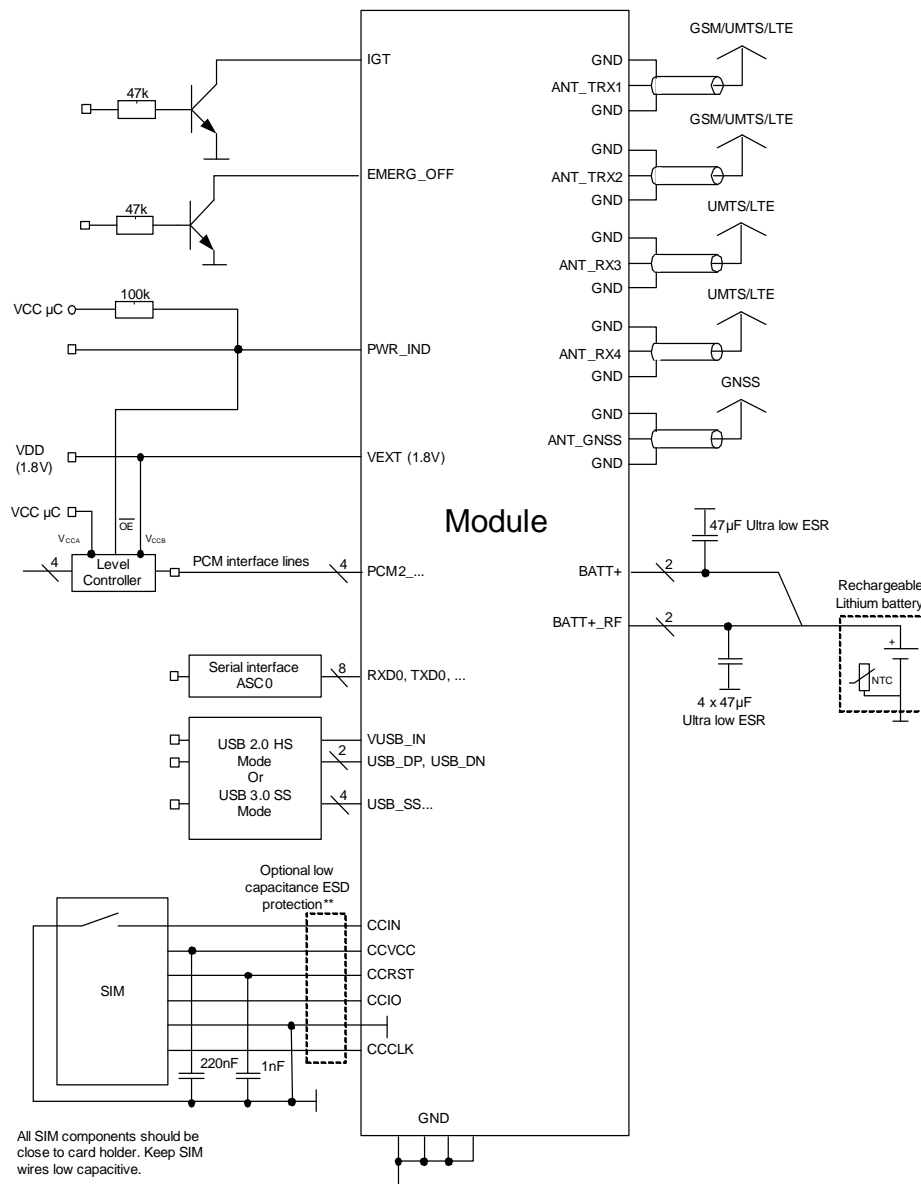 IGT
47k
EMERG_OFF
47k
100k
VCC µC
PWR_IND
VDD
(1.8V)
VEXT (1.8V)
VCC µC
OE
VCCA
VCCB
4
Level
Controller
PCM interface lines
4
PCM2_...
Serial interface
ASC0
8
RXD0, TXD0, ...
USB 2.0 HS
Mode
Or
USB 3.0 SS
Mode
VUSB_IN
2
USB_DP, USB_DN
4
USB_SS...
Optional low
capacitance ESD
protection**
SIM
CCIN
CCVCC
CCRST
CCIO
CCCLK
220nF
1nF
All SIM components should be
close to card holder. Keep SIM
wires low capacitive.
Module
GND
GSM/UMTS/LTE
GND
ANT_TRX1
GND
GSM/UMTS/LTE
GND
ANT_TRX2
GND
UMTS/LTE
GND
ANT_RX3
GND
UMTS/LTE
GND
ANT_RX4
GND
GNSS
GND
ANT_GNSS
GND
47µF Ultra low ESR
BATT+
2
BATT+_RF
2
4 x 47µF
Ultra low ESR
Rechargeable
Lithium battery
+
NTC